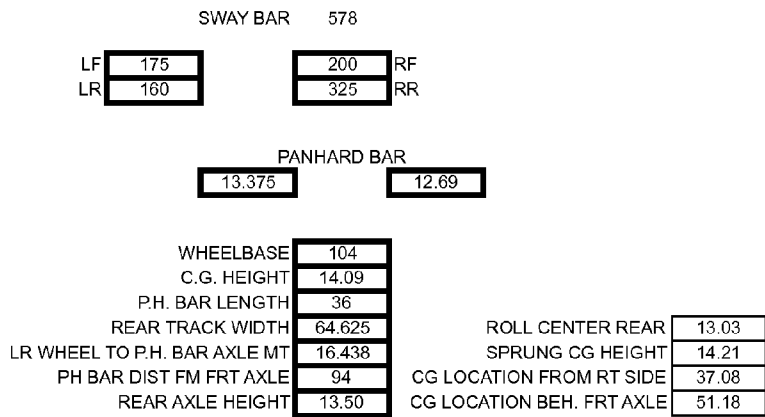 SWAY BAR 578
LF 175 200 RF
LR 160 325 RR
PANHARD BAR
13.375 12.69
WHEELBASE 104
C.G. HEIGHT 14.09
P.H. BAR LENGTH 36
REAR TRACK WIDTH 64.625 ROLL CENTER REAR 13.03
LR WHEEL TO P.H. BAR AXLE MT 16.438 SPRUNG CG HEIGHT 14.21
PH BAR DIST FM FRT AXLE 94 CG LOCATION FROM RT SIDE 37.08
REAR AXLE HEIGHT 13.50 CG LOCATION BEH. FRT AXLE 51.18